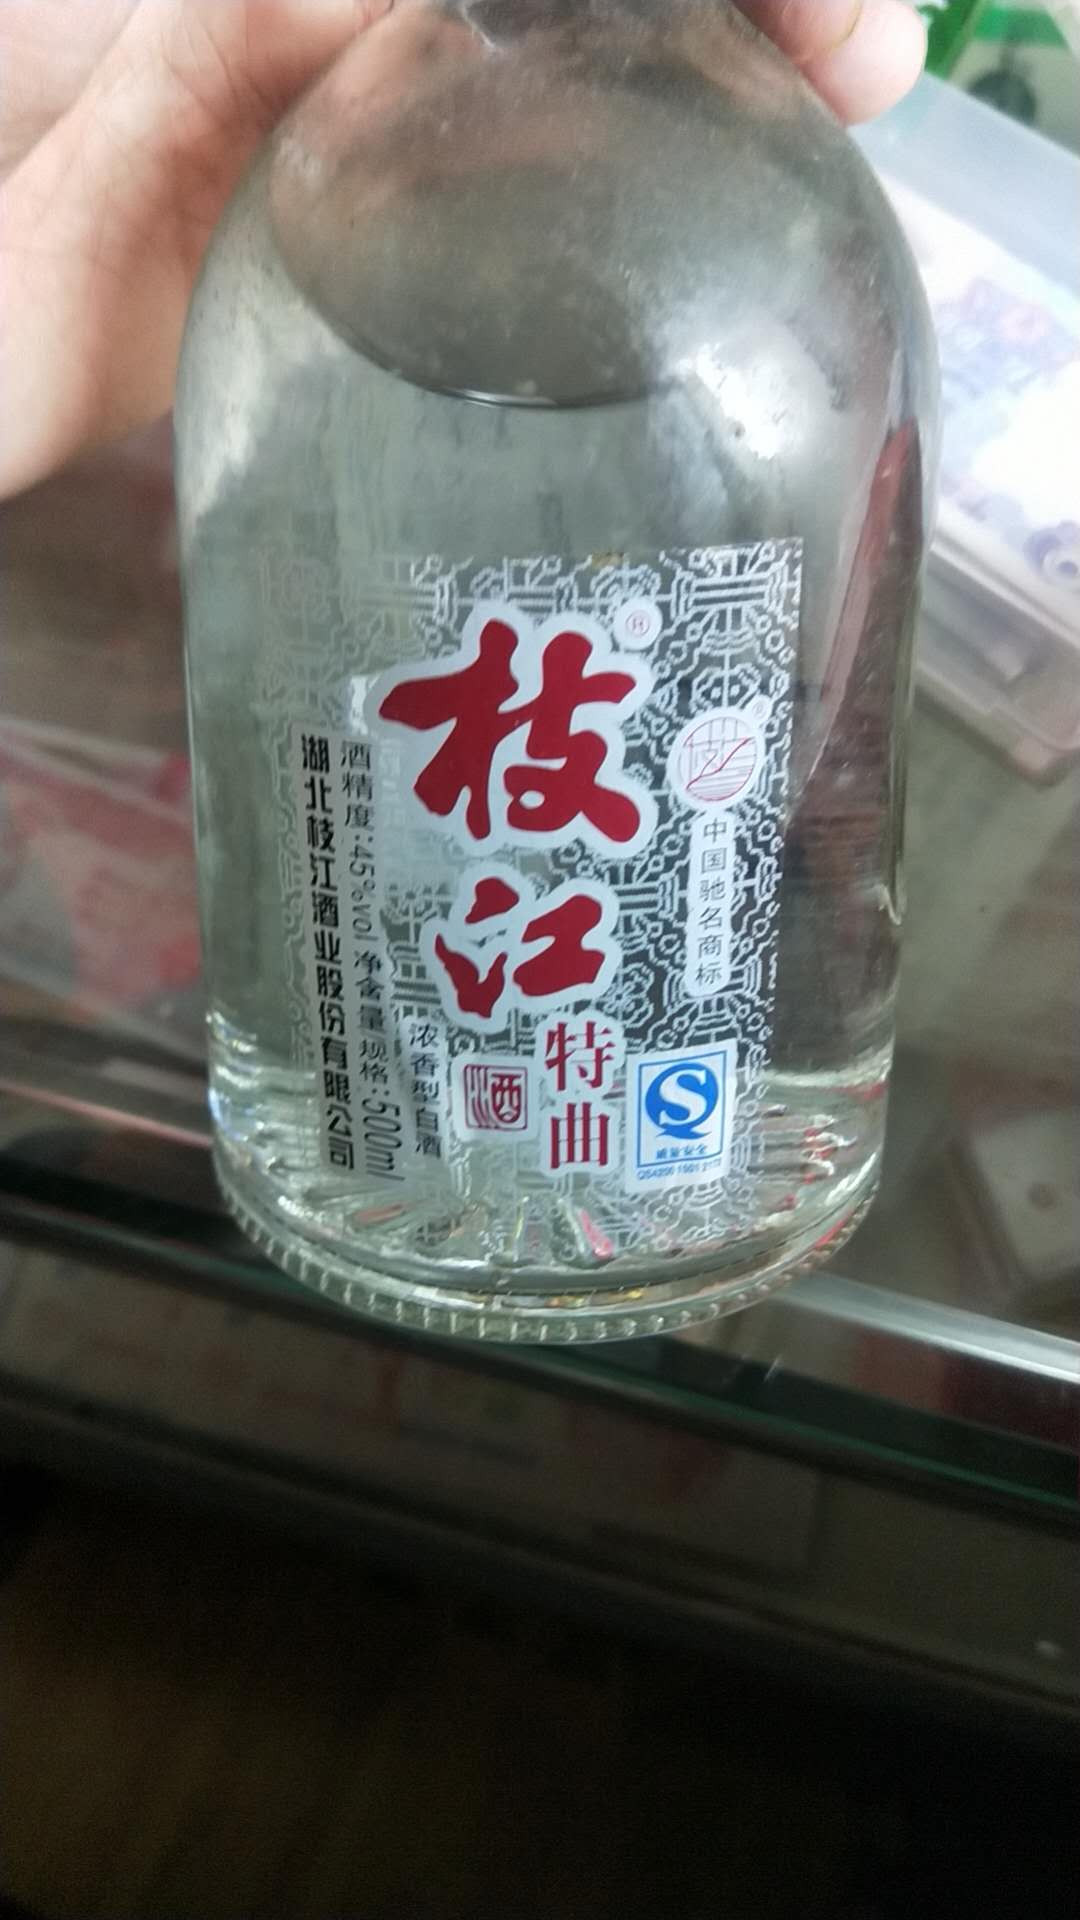 枝江
®
®
中国驰名商标
特曲
酒
浓香型白酒
酒精度:45%vol 净含量规格:500ml
湖北枝江酒业股份有限公司
质量安全